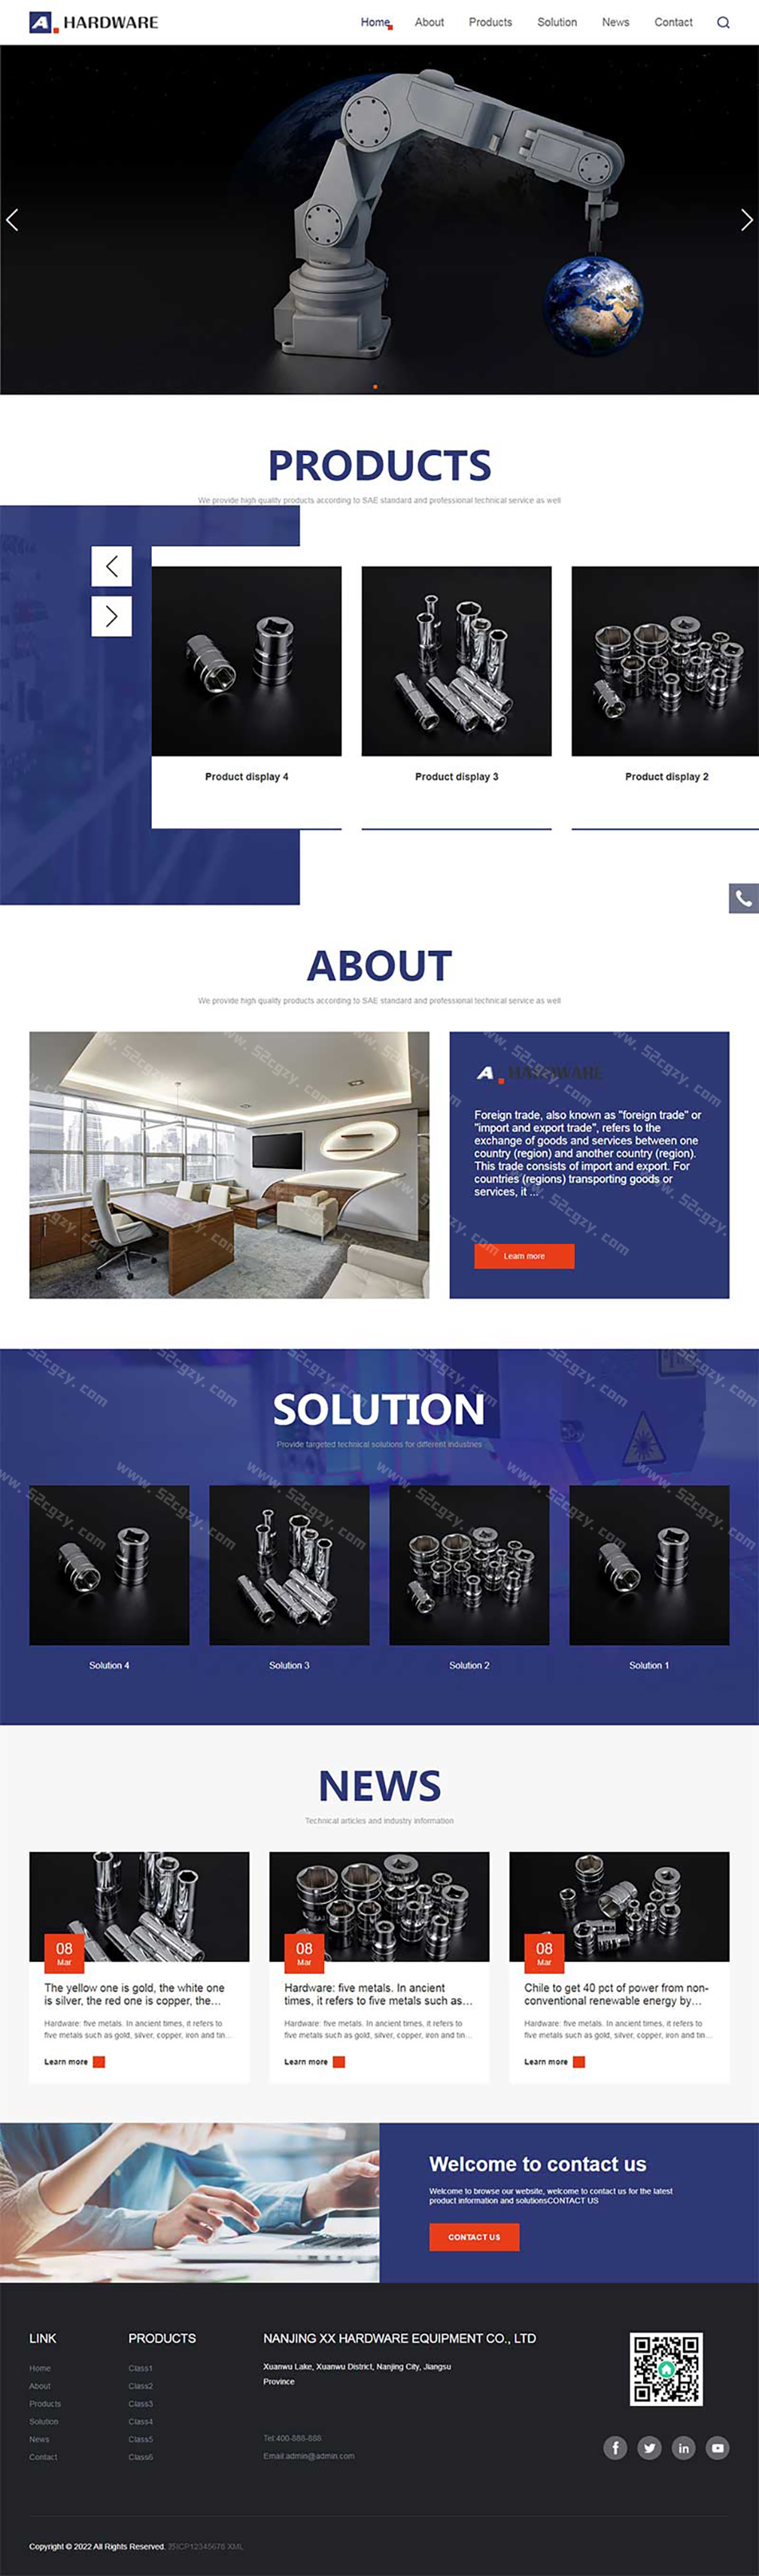 A. HARDWARE
Home About Products Solution News Contact
PRODUCTS
We provide high quality products according to SAE standard and professional technical service as well
Product display 4
Product display 3
Product display 2
ABOUT
We provide high quality products according to SAE standard and professional technical service as well
A. HARDWARE
Foreign trade, also known as "foreign trade" or
"import and export trade", refers to the
exchange of goods and services between one
country (region) and another country (region).
This trade consists of import and export. For
countries (regions) transporting goods or
services, it ...
Learn more
www.52cgzy.com
SOLUTION
Provide targeted technical solutions for different industries
Solution 4
Solution 3
Solution 2
Solution 1
NEWS
Technical articles and industry information
08
Mar
The yellow one is gold, the white one
is silver, the red one is copper, the...
Hardware: five metals. In ancient times, it refers to
five metals such as gold, silver, copper, iron and tin...
Learn more
08
Mar
Hardware: five metals. In ancient
times, it refers to five metals such as...
Hardware: five metals. In ancient times, it refers to
five metals such as gold, silver, copper, iron and tin...
Learn more
08
Mar
Chile to get 40 pct of power from non-
conventional renewable energy by...
Hardware: five metals. In ancient times, it refers to
five metals such as gold, silver, copper, iron and tin...
Learn more
Welcome to contact us
Welcome to browse our website, welcome to contact us for the latest
product information and solutionsCONTACT US
CONTACT US
LINK
Home
About
Products
Solution
News
Contact
PRODUCTS
Class1
Class2
Class3
Class4
Class5
Class6
NANJING XX HARDWARE EQUIPMENT CO., LTD
Xuanwu Lake, Xuanwu District, Nanjing City, Jiangsu
Province
Tel:400-888-888
Email:admin@admin.com
Copyright © 2022 All Rights Reserved. 苏ICP12345678 XML